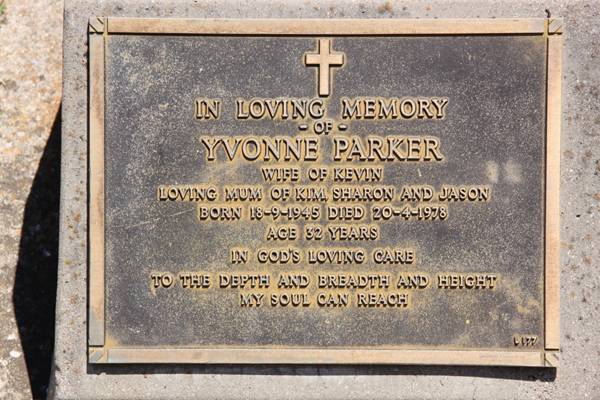 IN LOVING MEMORY
- OF -
YVONNE PARKER
WIFE OF KEVIN
LOVING MUM OF KIM, SHARON AND JASON
BORN 18-9-1945 DIED 20-4-1978
AGE 32 YEARS
IN GOD'S LOVING CARE
TO THE DEPTH AND BREADTH AND HEIGHT
MY SOUL CAN REACH
L 177